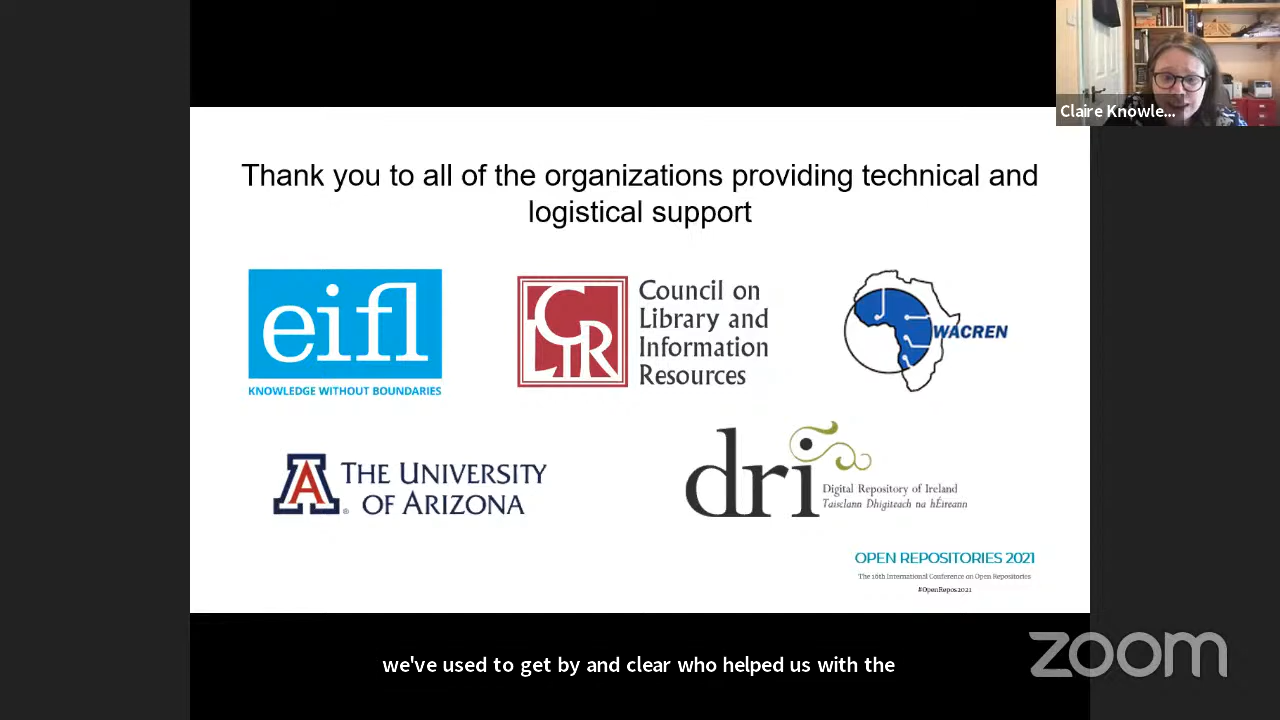 Claire Knowle...
Thank you to all of the organizations providing technical and
logistical support
eifl
KNOWLEDGE WITHOUT BOUNDARIES
CLIR
Council on
Library and
Information
Resources
WACREN
A
THE UNIVERSITY
OF ARIZONA
®
dri
Digital Repository of Ireland
Taisclann Dhigiteach na hÉireann
OPEN REPOSITORIES 2021
The 16th International Conference on Open Repositories
#OpenRepos2021
we've used to get by and clear who helped us with the
zoom